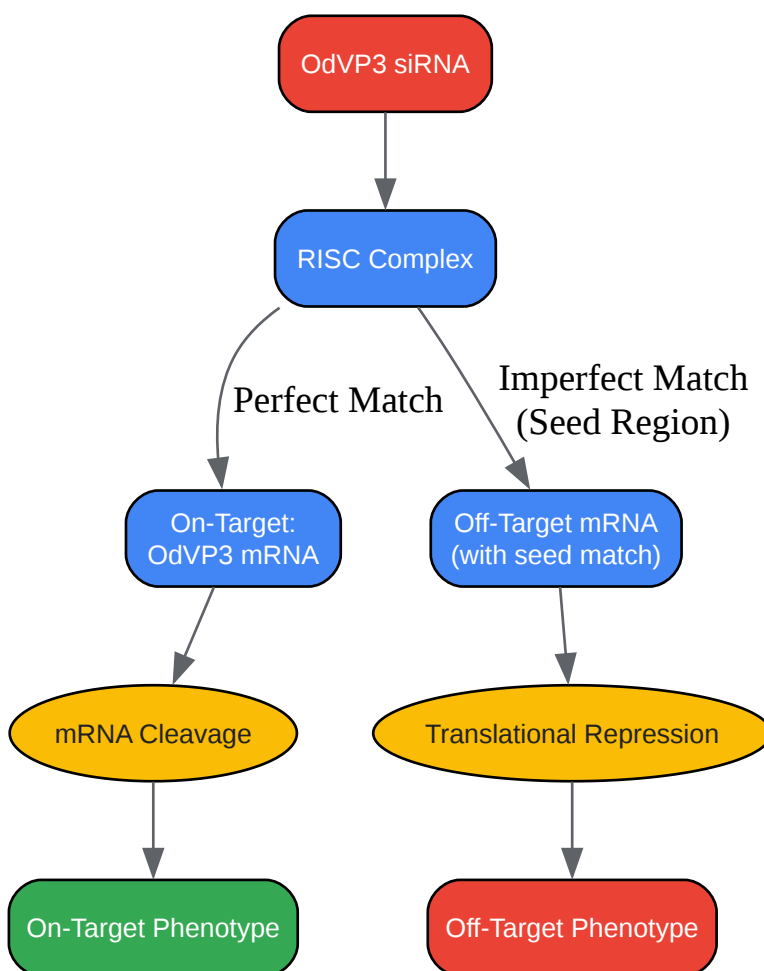 OdVP3 siRNA
RISC Complex
Perfect Match
Imperfect Match
(Seed Region)
On-Target:
OdVP3 mRNA
Off-Target mRNA
(with seed match)
mRNA Cleavage
Translational Repression
On-Target Phenotype
Off-Target Phenotype